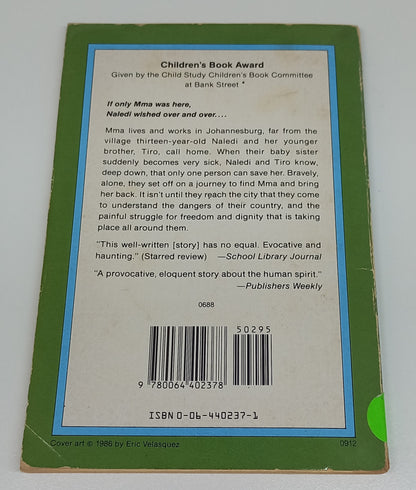 Children's Book Award
Given by the Child Study Children's Book Committee
at Bank Street •
If only Mma was here,
Naledi wished over and over....
Mma lives and works in Johannesburg, far from the
village thirteen-year-old Naledi and her younger
brother, Tiro, call home. When their baby sister
suddenly becomes very sick, Naledi and Tiro know,
deep down, that only one person can save her. Bravely,
alone, they set off on a journey to find Mma and bring
her back. It isn't until they reach the city that they come
to understand the dangers of their country, and the
painful struggle for freedom and dignity that is taking
place all around them.
"This well-written [story] has no equal. Evocative and
haunting." (Starred review) —School Library Journal
"A provocative, eloquent story about the human spirit."
—Publishers Weekly
0688
50295
9 780064 402378
ISBN 0-06-440237-1
Cover art © 1986 by Eric Velasquez
0912